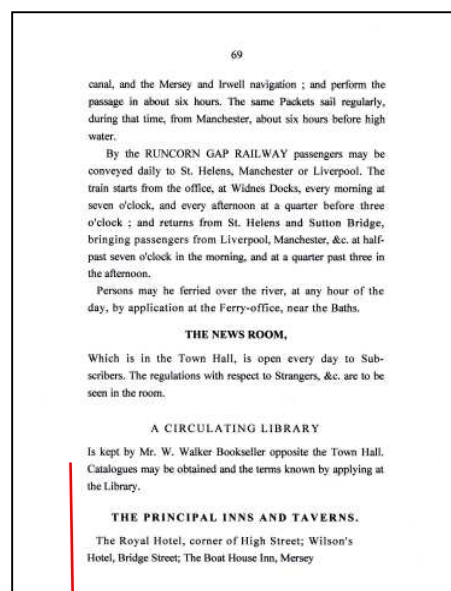 69
canal, and the Mersey and Irwell navigation ; and perform the
passage in about six hours. The same Packets sail regularly,
during that time, from Manchester, about six hours before high
water.
By the RUNCORN GAP RAILWAY passengers may be
conveyed daily to St. Helens, Manchester or Liverpool. The
train starts from the office, at Widnes Docks, every morning at
seven o'clock, and every afternoon at a quarter before three
o'clock ; and returns from St. Helens and Sutton Bridge,
bringing passengers from Liverpool, Manchester, &c. at half-
past seven o'clock in the morning, and at a quarter past three in
the afternoon.
Persons may he ferried over the river, at any hour of the
day, by application at the Ferry-office, near the Baths.
THE NEWS ROOM,
Which is in the Town Hall, is open every day to Sub-
scribers. The regulations with respect to Strangers, &c. are to be
seen in the room.
A CIRCULATING LIBRARY
Is kept by Mr. W. Walker Bookseller opposite the Town Hall.
Catalogues may be obtained and the terms known by applying at
the Library.
THE PRINCIPAL INNS AND TAVERNS.
The Royal Hotel, corner of High Street; Wilson's
Hotel, Bridge Street; The Boat House Inn, Mersey